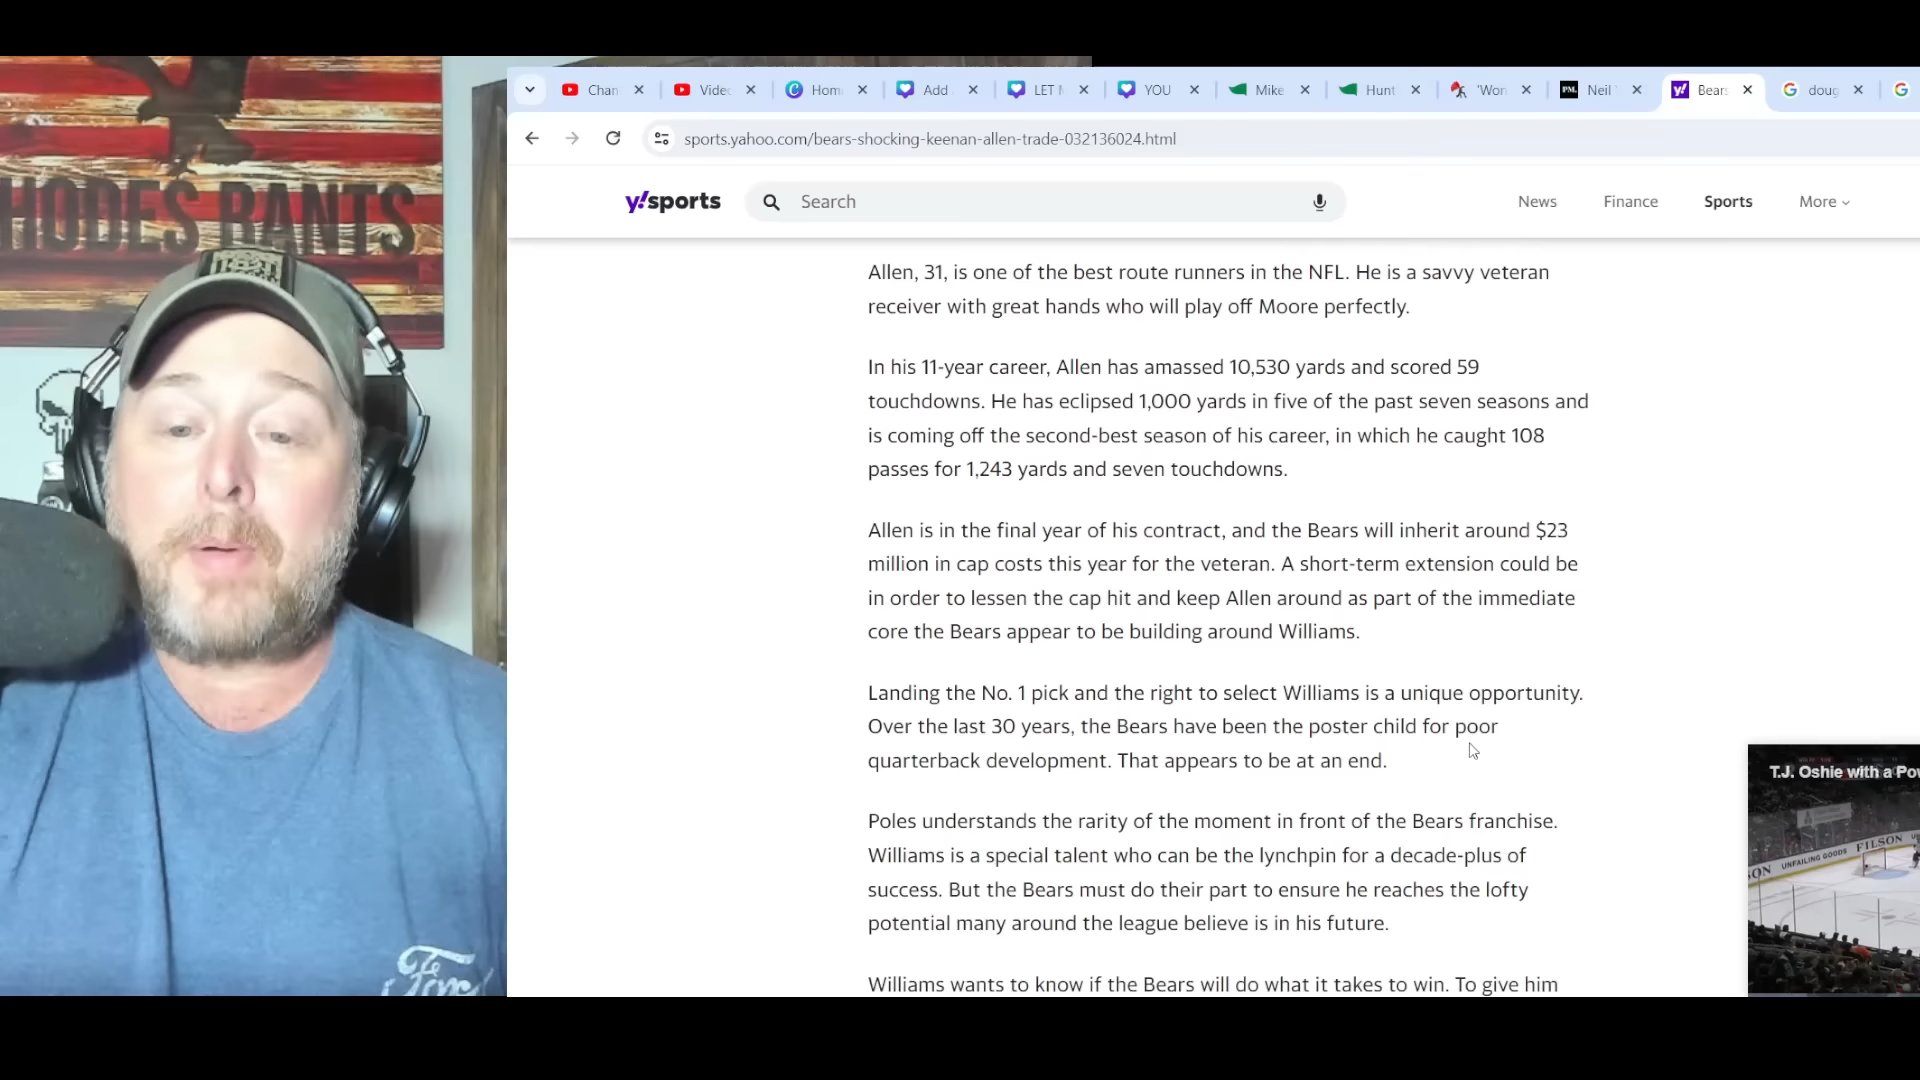 Chan
Video
Hom
Add
LET
YOU
Mike
Hunt
'Won
PM.
Neil
y!
Bears
doug
sports.yahoo.com/bears-shocking-keenan-allen-trade-032136024.html
HODES RANTS
y!sports
Search
News
Finance
Sports
More
Allen, 31, is one of the best route runners in the NFL. He is a savvy veteran
receiver with great hands who will play off Moore perfectly.
In his 11-year career, Allen has amassed 10,530 yards and scored 59
touchdowns. He has eclipsed 1,000 yards in five of the past seven seasons and
is coming off the second-best season of his career, in which he caught 108
passes for 1,243 yards and seven touchdowns.
Allen is in the final year of his contract, and the Bears will inherit around $23
million in cap costs this year for the veteran. A short-term extension could be
in order to lessen the cap hit and keep Allen around as part of the immediate
core the Bears appear to be building around Williams.
Landing the No. 1 pick and the right to select Williams is a unique opportunity.
Over the last 30 years, the Bears have been the poster child for poor
quarterback development. That appears to be at an end.
T.J. Oshie with a Pow
Poles understands the rarity of the moment in front of the Bears franchise.
Williams is a special talent who can be the lynchpin for a decade-plus of
success. But the Bears must do their part to ensure he reaches the lofty
potential many around the league believe is in his future.
SON UNFAILING GOODS FILSON
Ford
Williams wants to know if the Bears will do what it takes to win. To give him